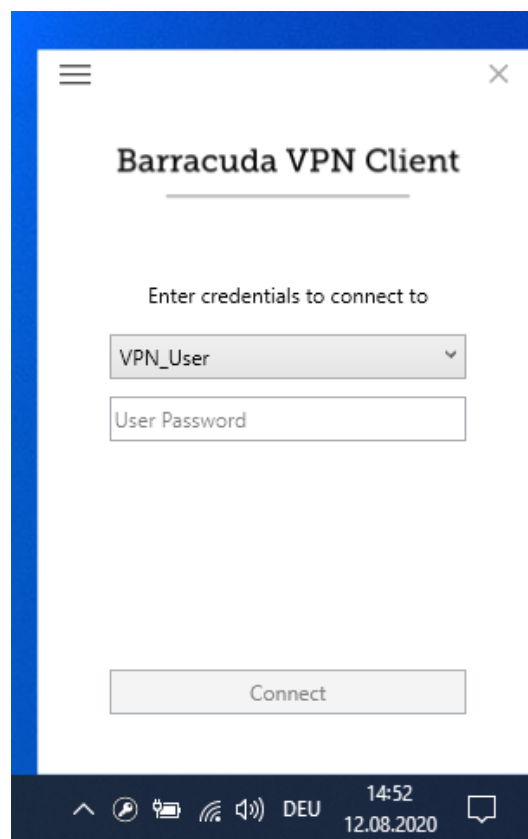 Barracuda VPN Client
Enter credentials to connect to
VPN_User
User Password
Connect
DEU
14:52
12.08.2020